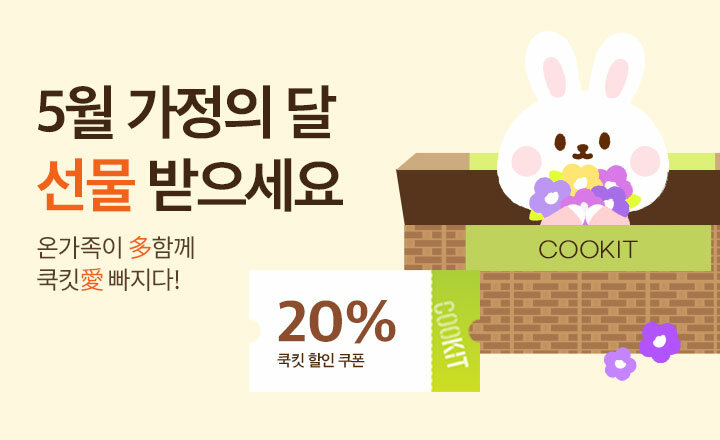 5월 가정의 달
선물 받으세요
온가족이 多함께
쿡킷愛 빠지다!
COOKIT
20%
쿡킷 할인 쿠폰
COOKIT